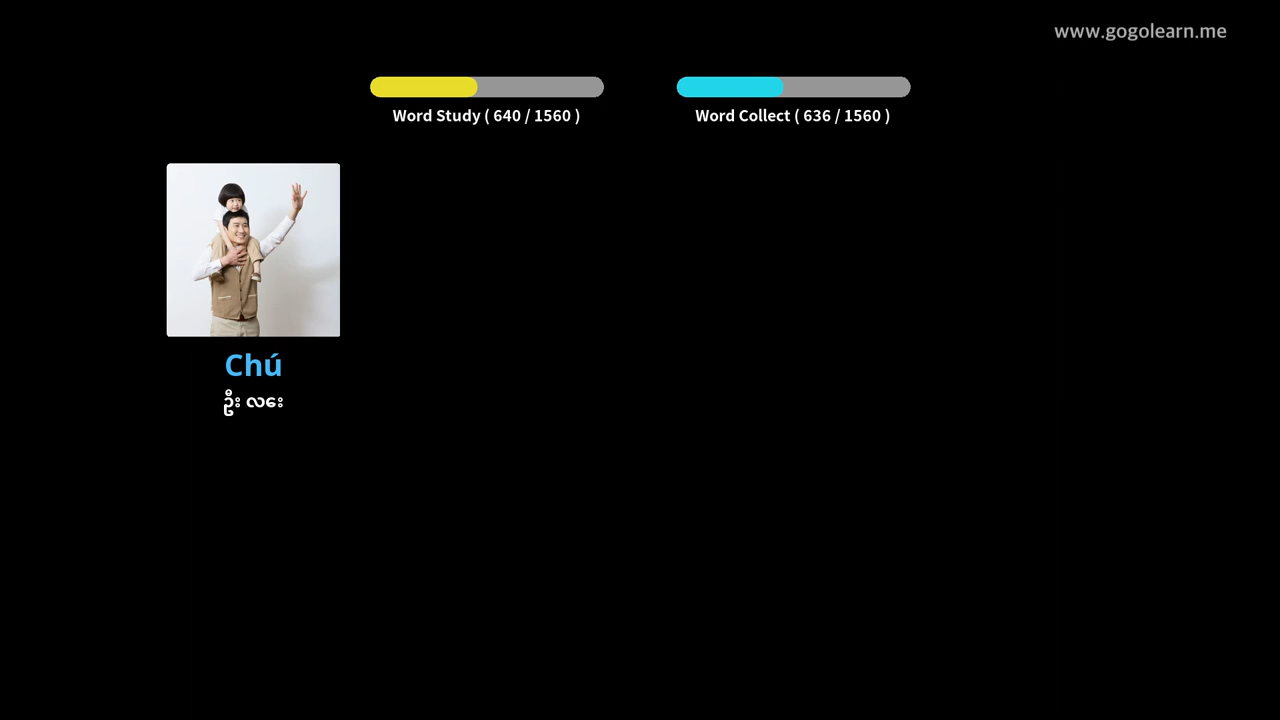 www.gogolearn.me
Word Study ( 640 / 1560 )
Word Collect ( 636 / 1560 )
Chú
ဦး လေး